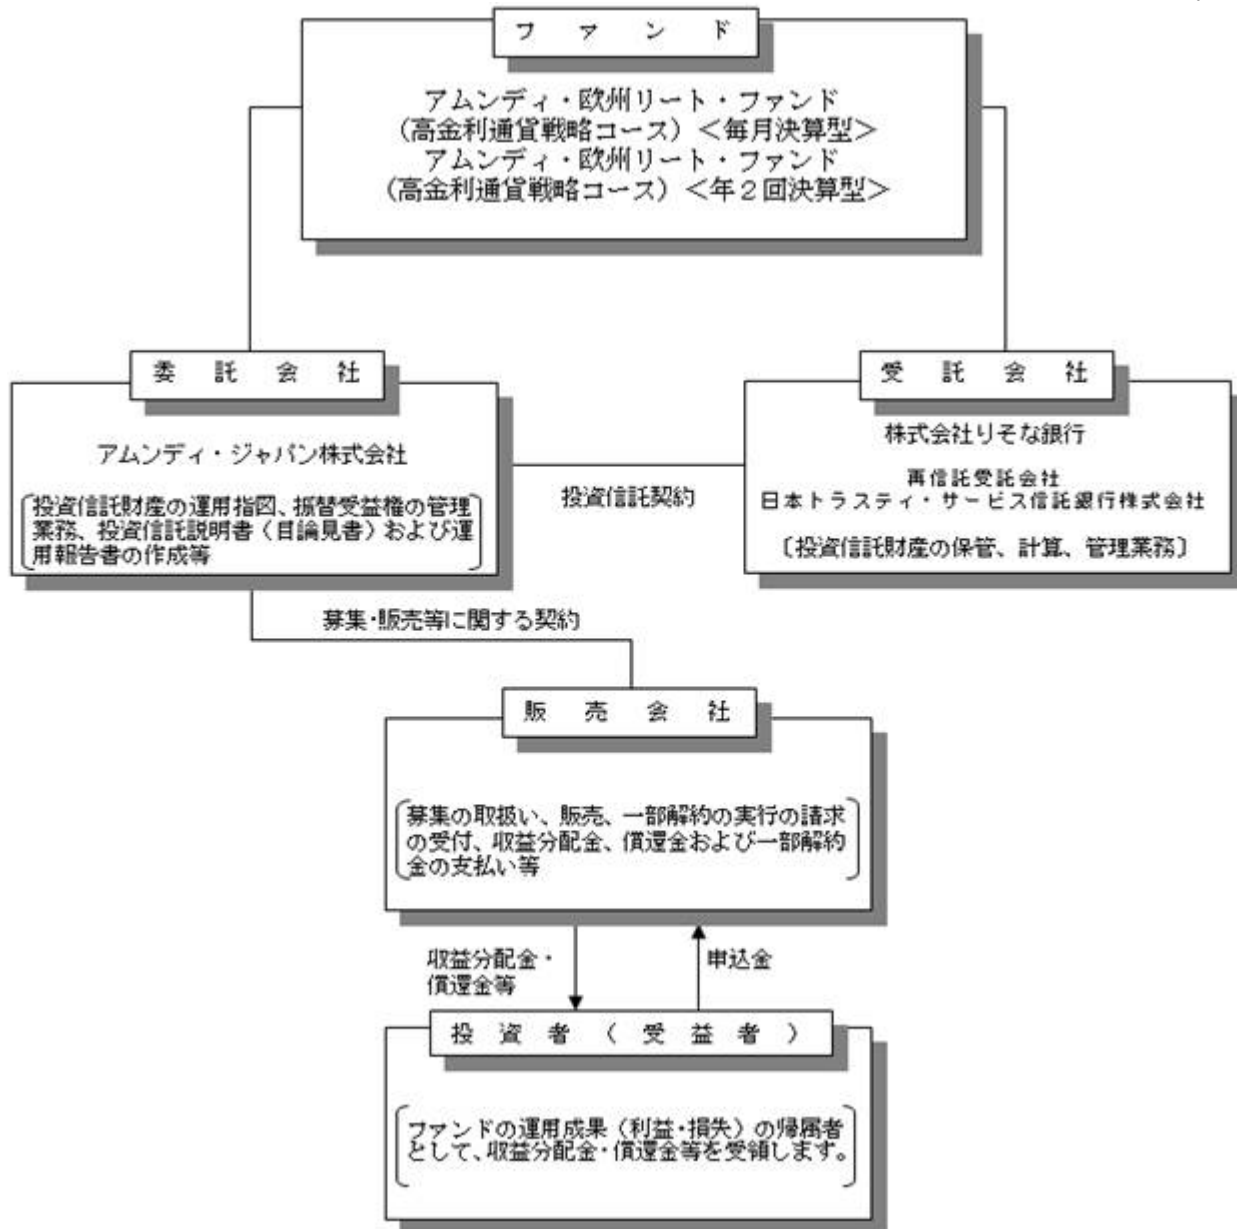 ファンド
アムンディ・欧州リート・ファンド
(高金利通貨戦略コース)<毎月決算型>
アムンディ・欧州リート・ファンド
(高金利通貨戦略コース)<年2回決算型>
委託会社
アムンディ・ジャパン株式会社
投資信託財産の運用指図、振替受益権の管理
業務、投資信託説明書(目論見書)および運
用報告書の作成等
投資信託契約
受託会社
株式会社りそな銀行
再信託受託会社
日本トラスティ・サービス信託銀行株式会社
〔投資信託財産の保管、計算、管理業務〕
募集・販売等に関する契約
販売会社
募集の取扱い、販売、一部解約の実行の請求
の受付、収益分配金、償還金および一部解約
金の支払い等
収益分配金・
償還金等
申込金
投資者(受益者)
ファンドの運用成果(利益・損失)の帰属者
として、収益分配金・償還金等を受領します。